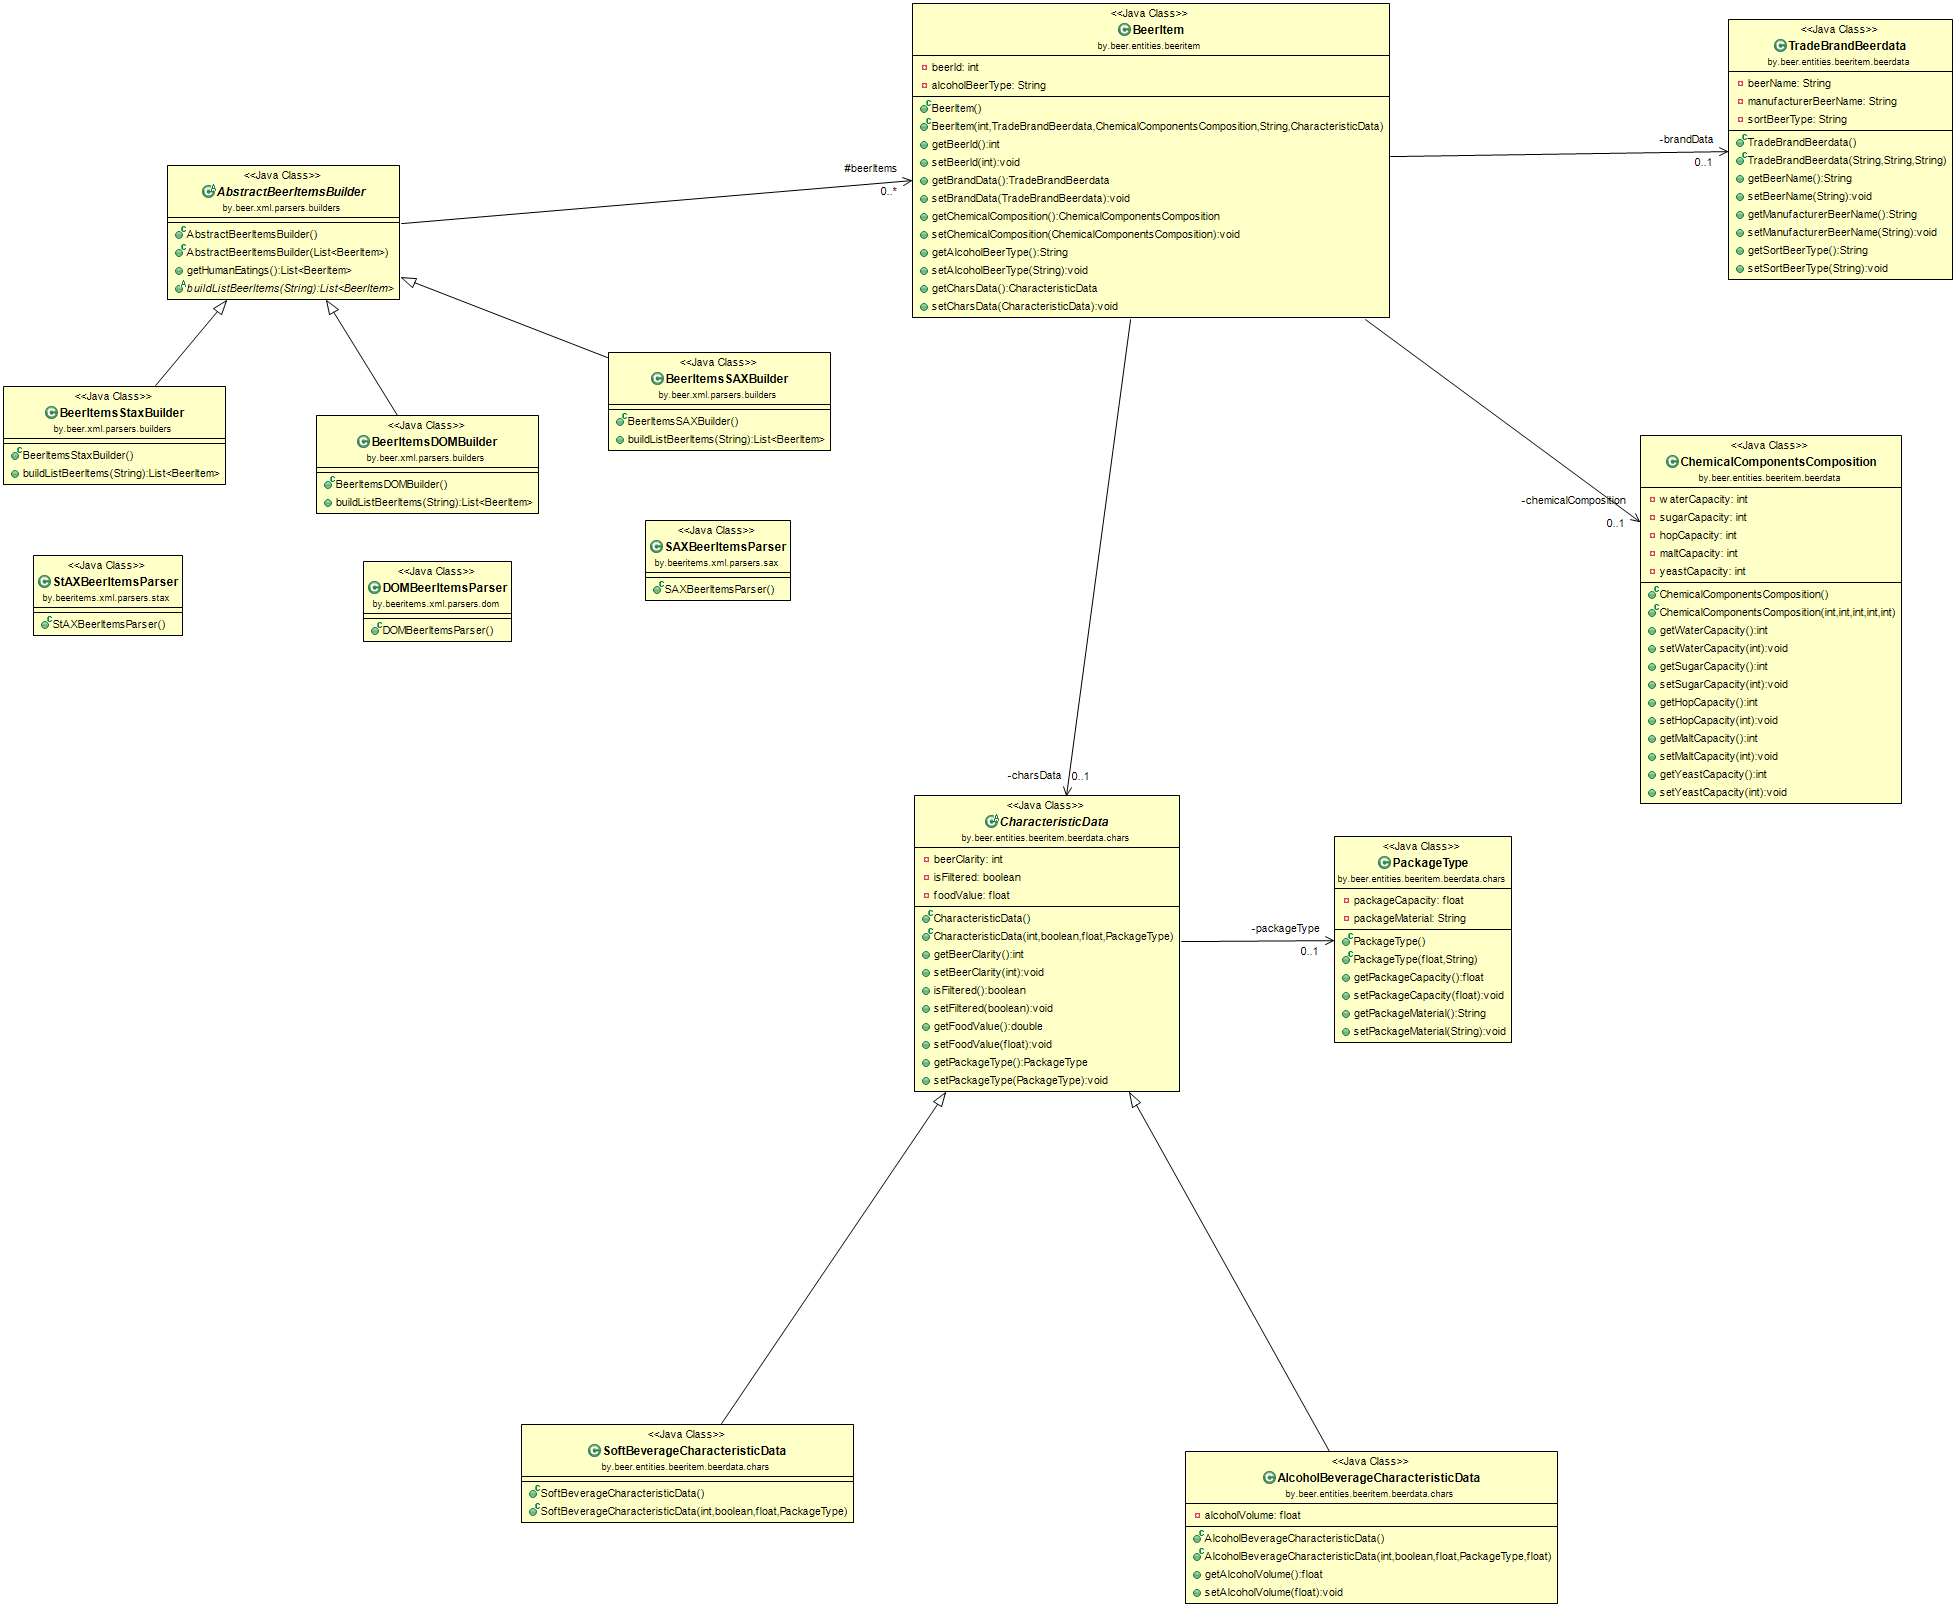 <<Java Class>>
BeerItem
by.beer.entities.beeritem
beerId: int
alcoholBeerType: String
BeerItem()
BeerItem(int,TradeBrandBeerdata,ChemicalComponentsComposition,String,CharacteristicData)
getBeerId():int
setBeerId(int):void
getBrandData():TradeBrandBeerdata
setBrandData(TradeBrandBeerdata):void
getChemicalComposition():ChemicalComponentsComposition
setChemicalComposition(ChemicalComponentsComposition):void
getAlcoholBeerType():String
setAlcoholBeerType(String):void
getCharsData():CharacteristicData
setCharsData(CharacteristicData):void
<<Java Class>>
TradeBrandBeerdata
by.beer.entities.beeritem.beerdata
beerName: String
manufacturerBeerName: String
sortBeerType: String
TradeBrandBeerdata()
TradeBrandBeerdata(String,String,String)
getBeerName():String
setBeerName(String):void
getManufacturerBeerName():String
setManufacturerBeerName(String):void
getSortBeerType():String
setSortBeerType(String):void
-brandData
0..1
#beerItems
0..*
<<Java Class>>
AbstractBeerItemsBuilder
by.beer.xml.parsers.builders
AbstractBeerItemsBuilder()
AbstractBeerItemsBuilder(List<BeerItem>)
getHumanEatings():List<BeerItem>
buildListBeerItems(String):List<BeerItem>
<<Java Class>>
BeerItemsStaxBuilder
by.beer.xml.parsers.builders
BeerItemsStaxBuilder()
buildListBeerItems(String):List<BeerItem>
<<Java Class>>
BeerItemsDOMBuilder
by.beer.xml.parsers.builders
BeerItemsDOMBuilder()
buildListBeerItems(String):List<BeerItem>
<<Java Class>>
BeerItemsSAXBuilder
by.beer.xml.parsers.builders
BeerItemsSAXBuilder()
buildListBeerItems(String):List<BeerItem>
<<Java Class>>
StAXBeerItemsParser
by.beeritems.xml.parsers.stax
StAXBeerItemsParser()
<<Java Class>>
DOMBeerItemsParser
by.beeritems.xml.parsers.dom
DOMBeerItemsParser()
<<Java Class>>
SAXBeerItemsParser
by.beeritems.xml.parsers.sax
SAXBeerItemsParser()
-chemicalComposition
0..1
<<Java Class>>
ChemicalComponentsComposition
by.beer.entities.beeritem.beerdata
waterCapacity: int
sugarCapacity: int
hopCapacity: int
maltCapacity: int
yeastCapacity: int
ChemicalComponentsComposition()
ChemicalComponentsComposition(int,int,int,int,int)
getWaterCapacity():int
setWaterCapacity(int):void
getSugarCapacity():int
setSugarCapacity(int):void
getHopCapacity():int
setHopCapacity(int):void
getMaltCapacity():int
setMaltCapacity(int):void
getYeastCapacity():int
setYeastCapacity(int):void
-charsData
0..1
<<Java Class>>
CharacteristicData
by.beer.entities.beeritem.beerdata.chars
beerClarity: int
isFiltered: boolean
foodValue: float
CharacteristicData()
CharacteristicData(int,boolean,float,PackageType)
getBeerClarity():int
setBeerClarity(int):void
isFiltered():boolean
setFiltered(boolean):void
getFoodValue():double
setFoodValue(float):void
getPackageType():PackageType
setPackageType(PackageType):void
-packageType
0..1
<<Java Class>>
PackageType
by.beer.entities.beeritem.beerdata.chars
packageCapacity: float
packageMaterial: String
PackageType()
PackageType(float,String)
getPackageCapacity():float
setPackageCapacity(float):void
getPackageMaterial():String
setPackageMaterial(String):void
<<Java Class>>
SoftBeverageCharacteristicData
by.beer.entities.beeritem.beerdata.chars
SoftBeverageCharacteristicData()
SoftBeverageCharacteristicData(int,boolean,float,PackageType)
<<Java Class>>
AlcoholBeverageCharacteristicData
by.beer.entities.beeritem.beerdata.chars
alcoholVolume: float
AlcoholBeverageCharacteristicData()
AlcoholBeverageCharacteristicData(int,boolean,float,PackageType,float)
getAlcoholVolume():float
setAlcoholVolume(float):void